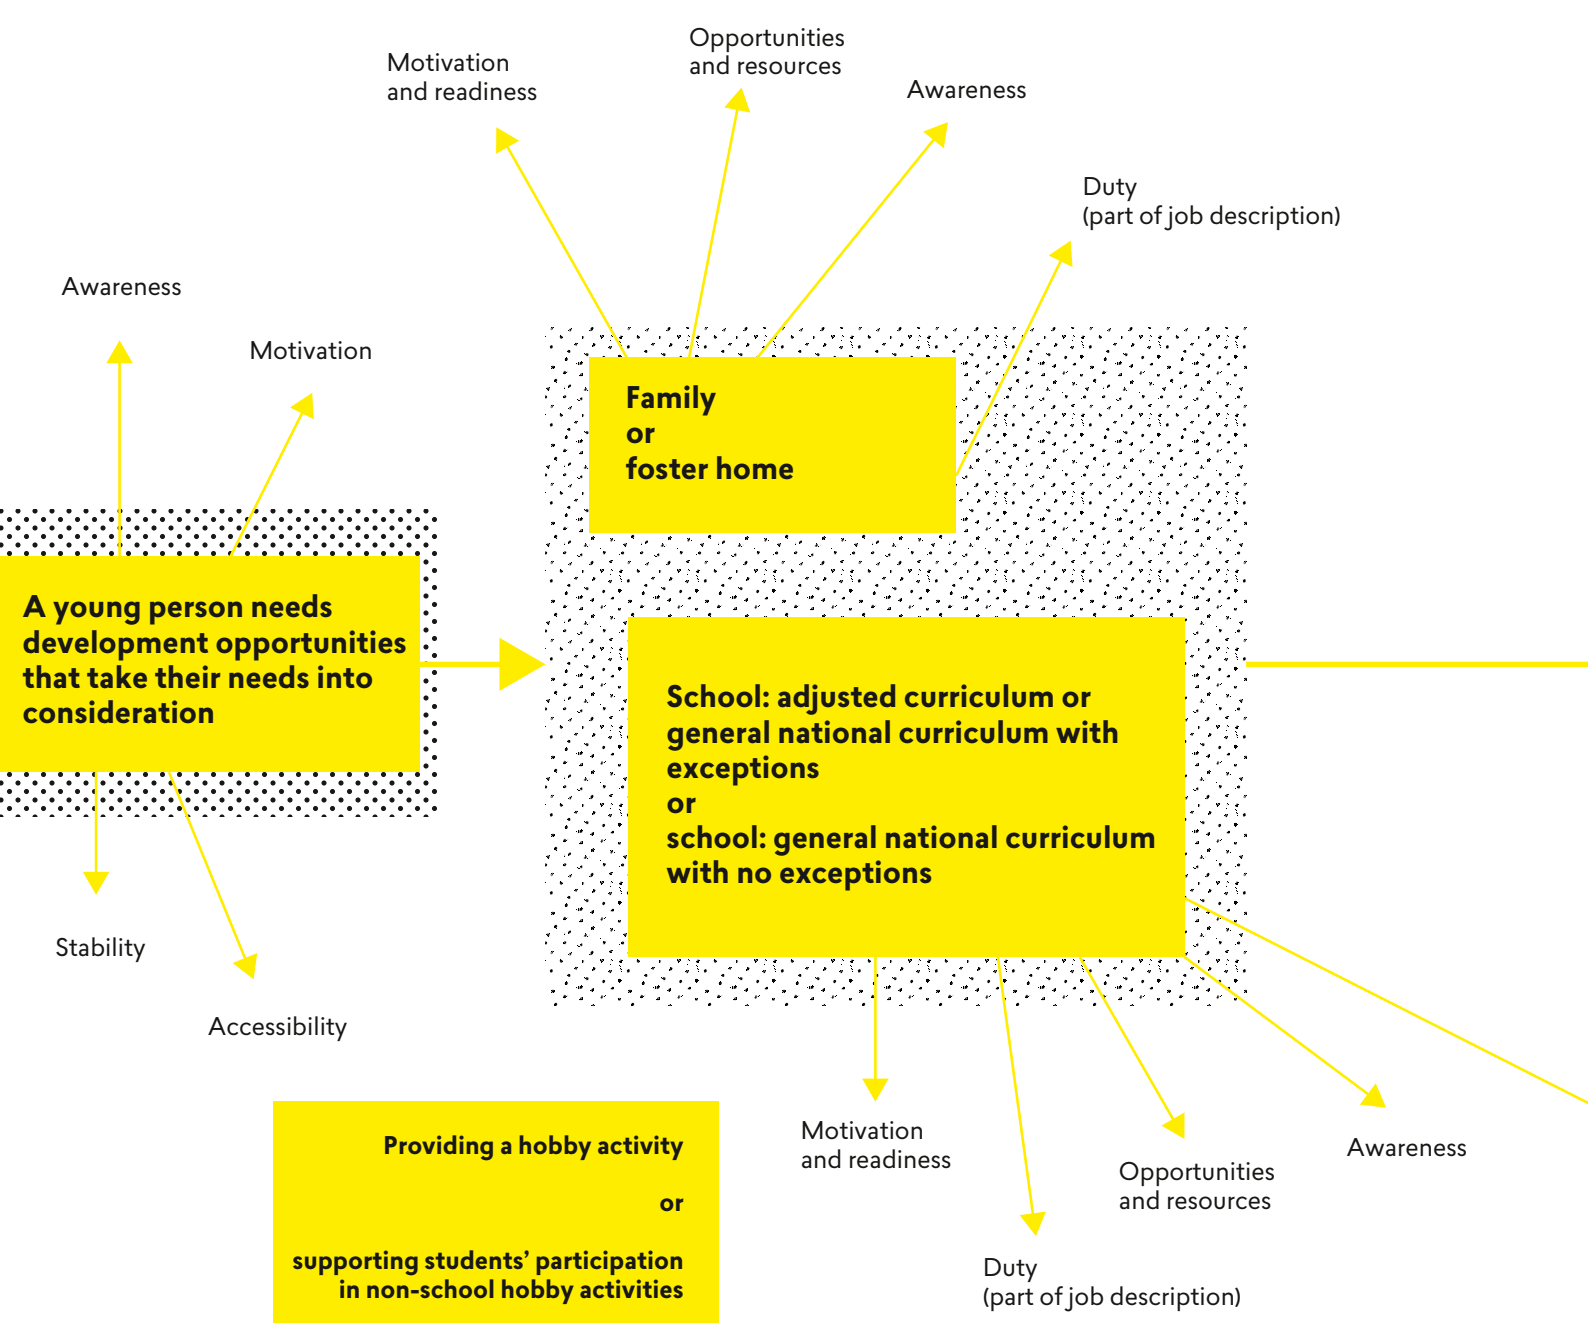 Opportunities
and resources
Motivation
and readiness
Awareness
Duty
(part of job description)
Awareness
Motivation
Family
or
foster home
A young person needs
development opportunities
that take their needs into
consideration
School: adjusted curriculum or
general national curriculum with
exceptions
or
school: general national curriculum
with no exceptions
Stability
Accessibility
Providing a hobby activity
or
supporting students’ participation
in non-school hobby activities
Motivation
and readiness
Duty
(part of job description)
Opportunities
and resources
Awareness